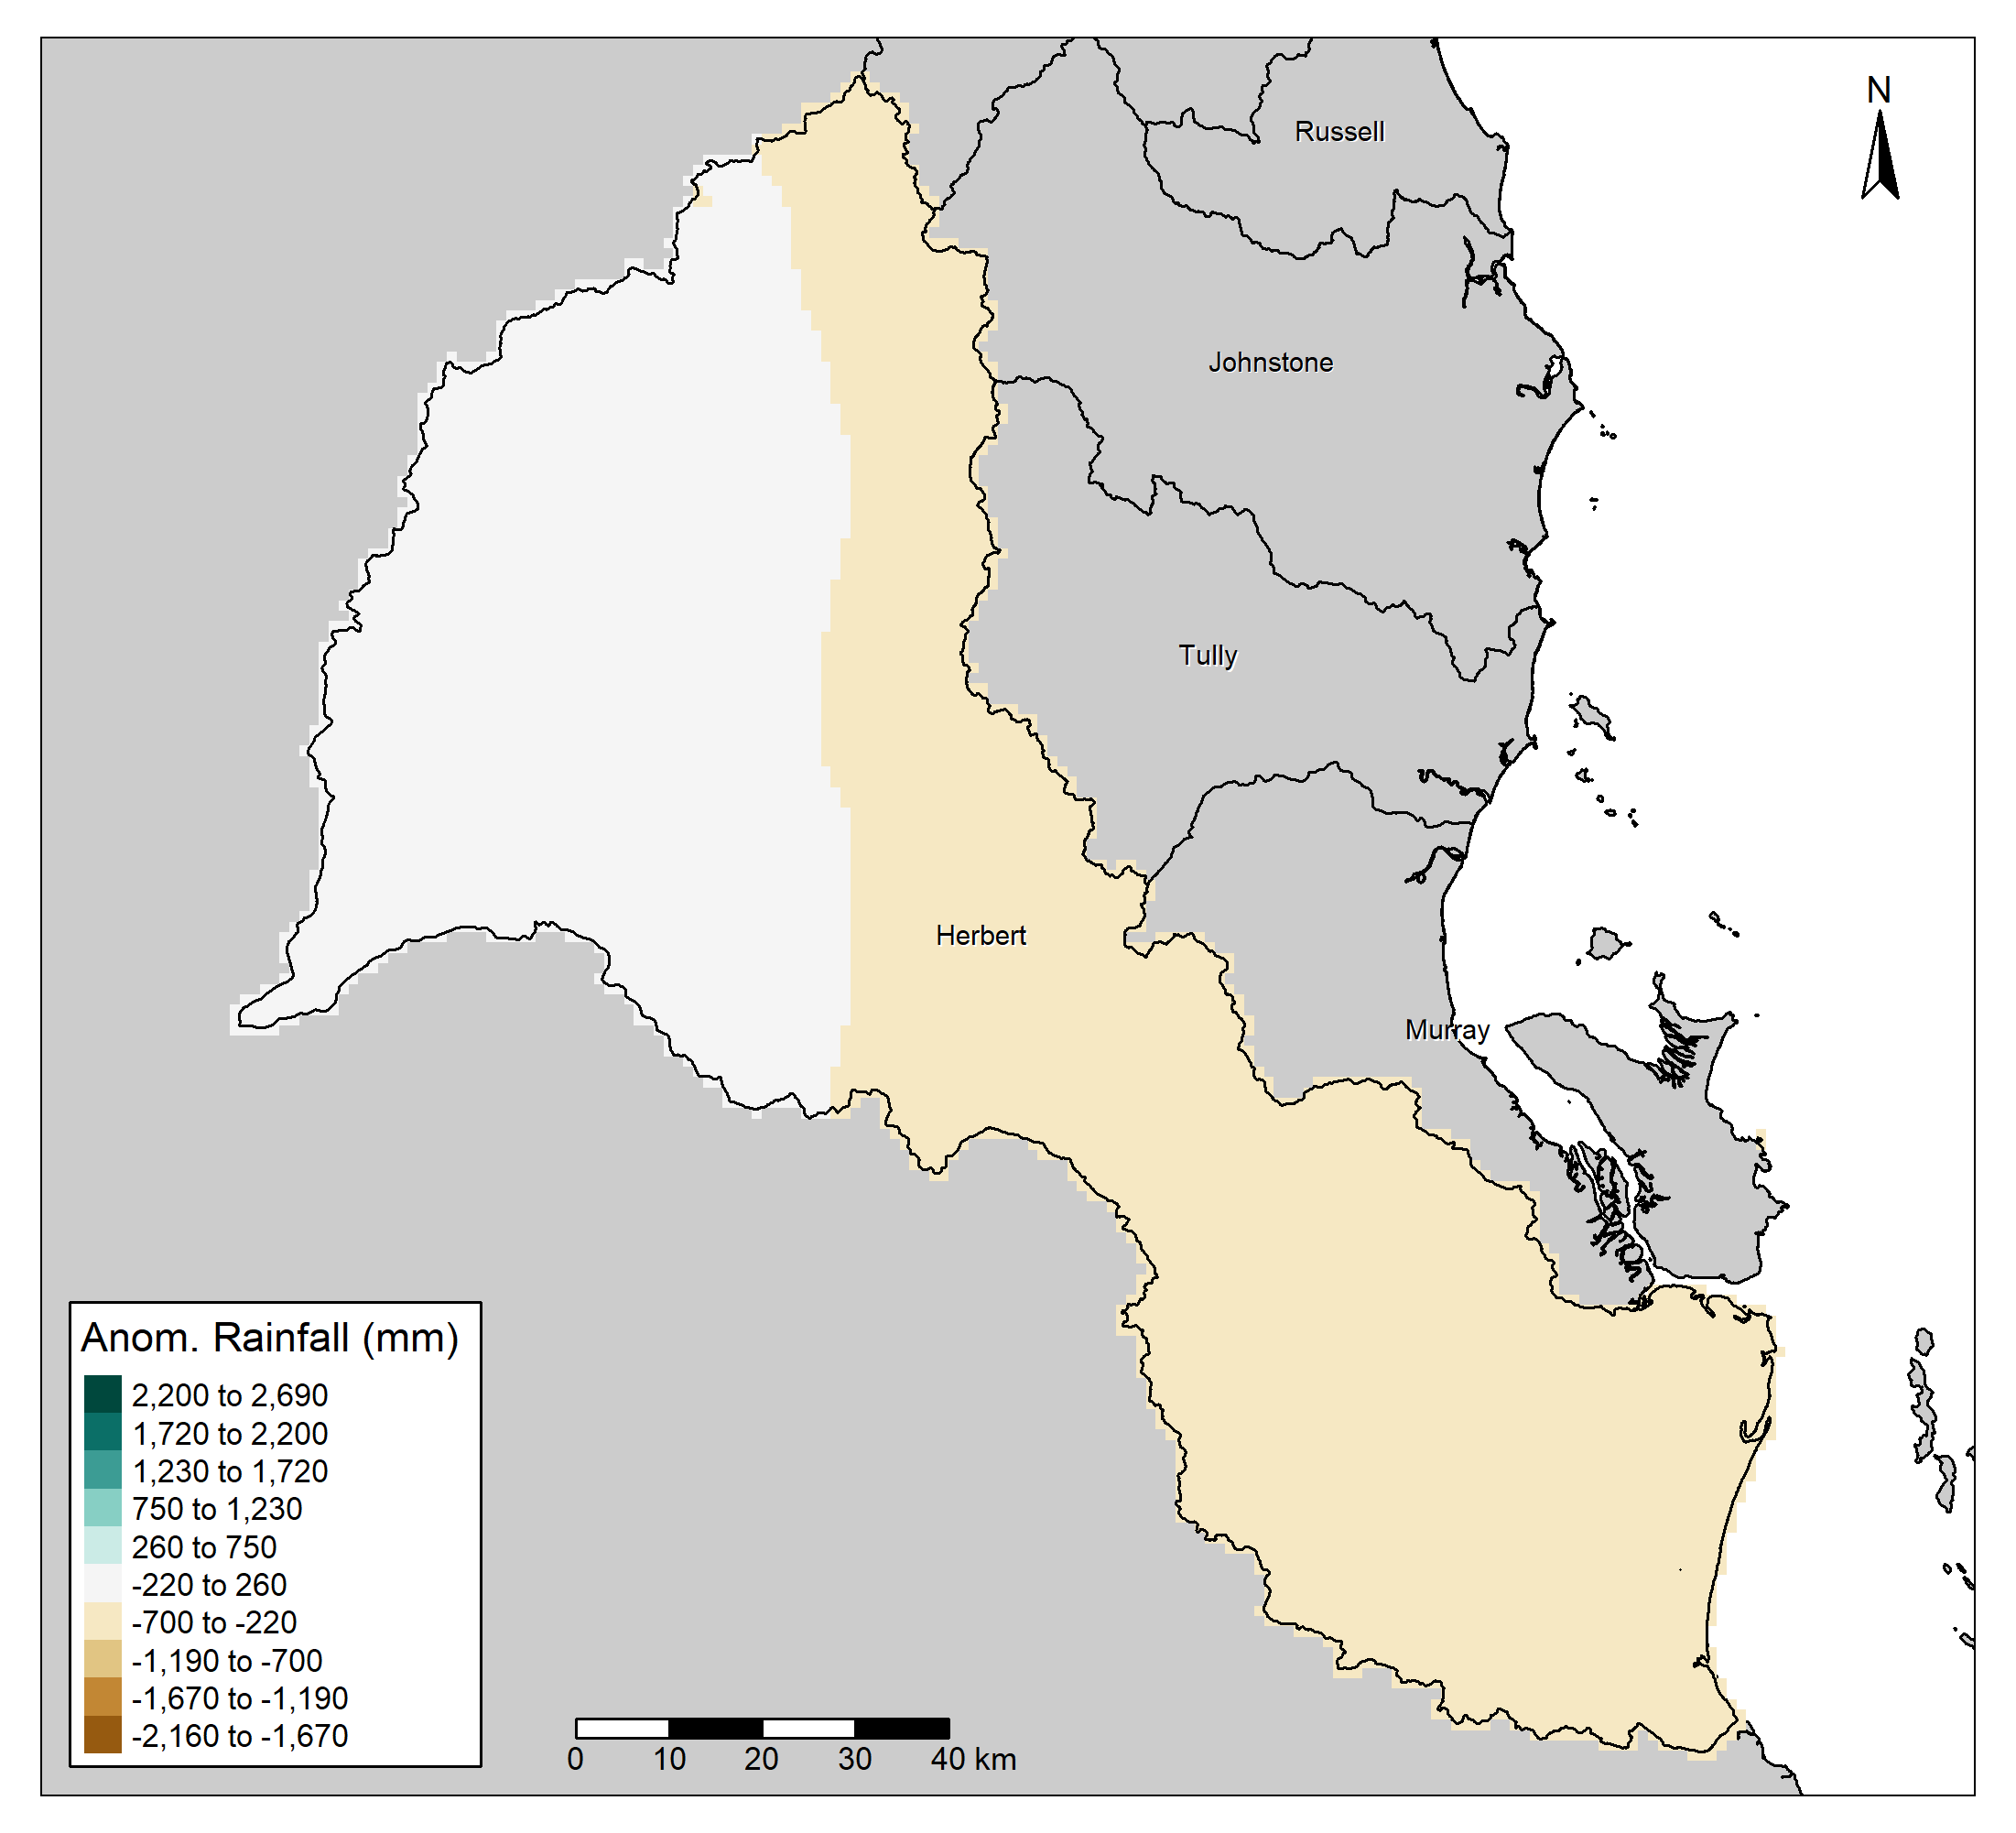 N
Russell
Johnstone
Tully
Herbert
Murray
Anom. Rainfall (mm)
2,200 to 2,690
1,720 to 2,200
1,230 to 1,720
750 to 1,230
260 to 750
-220 to 260
-700 to -220
-1,190 to -700
-1,670 to -1,190
-2,160 to -1,670
0 10 20 30 40 km